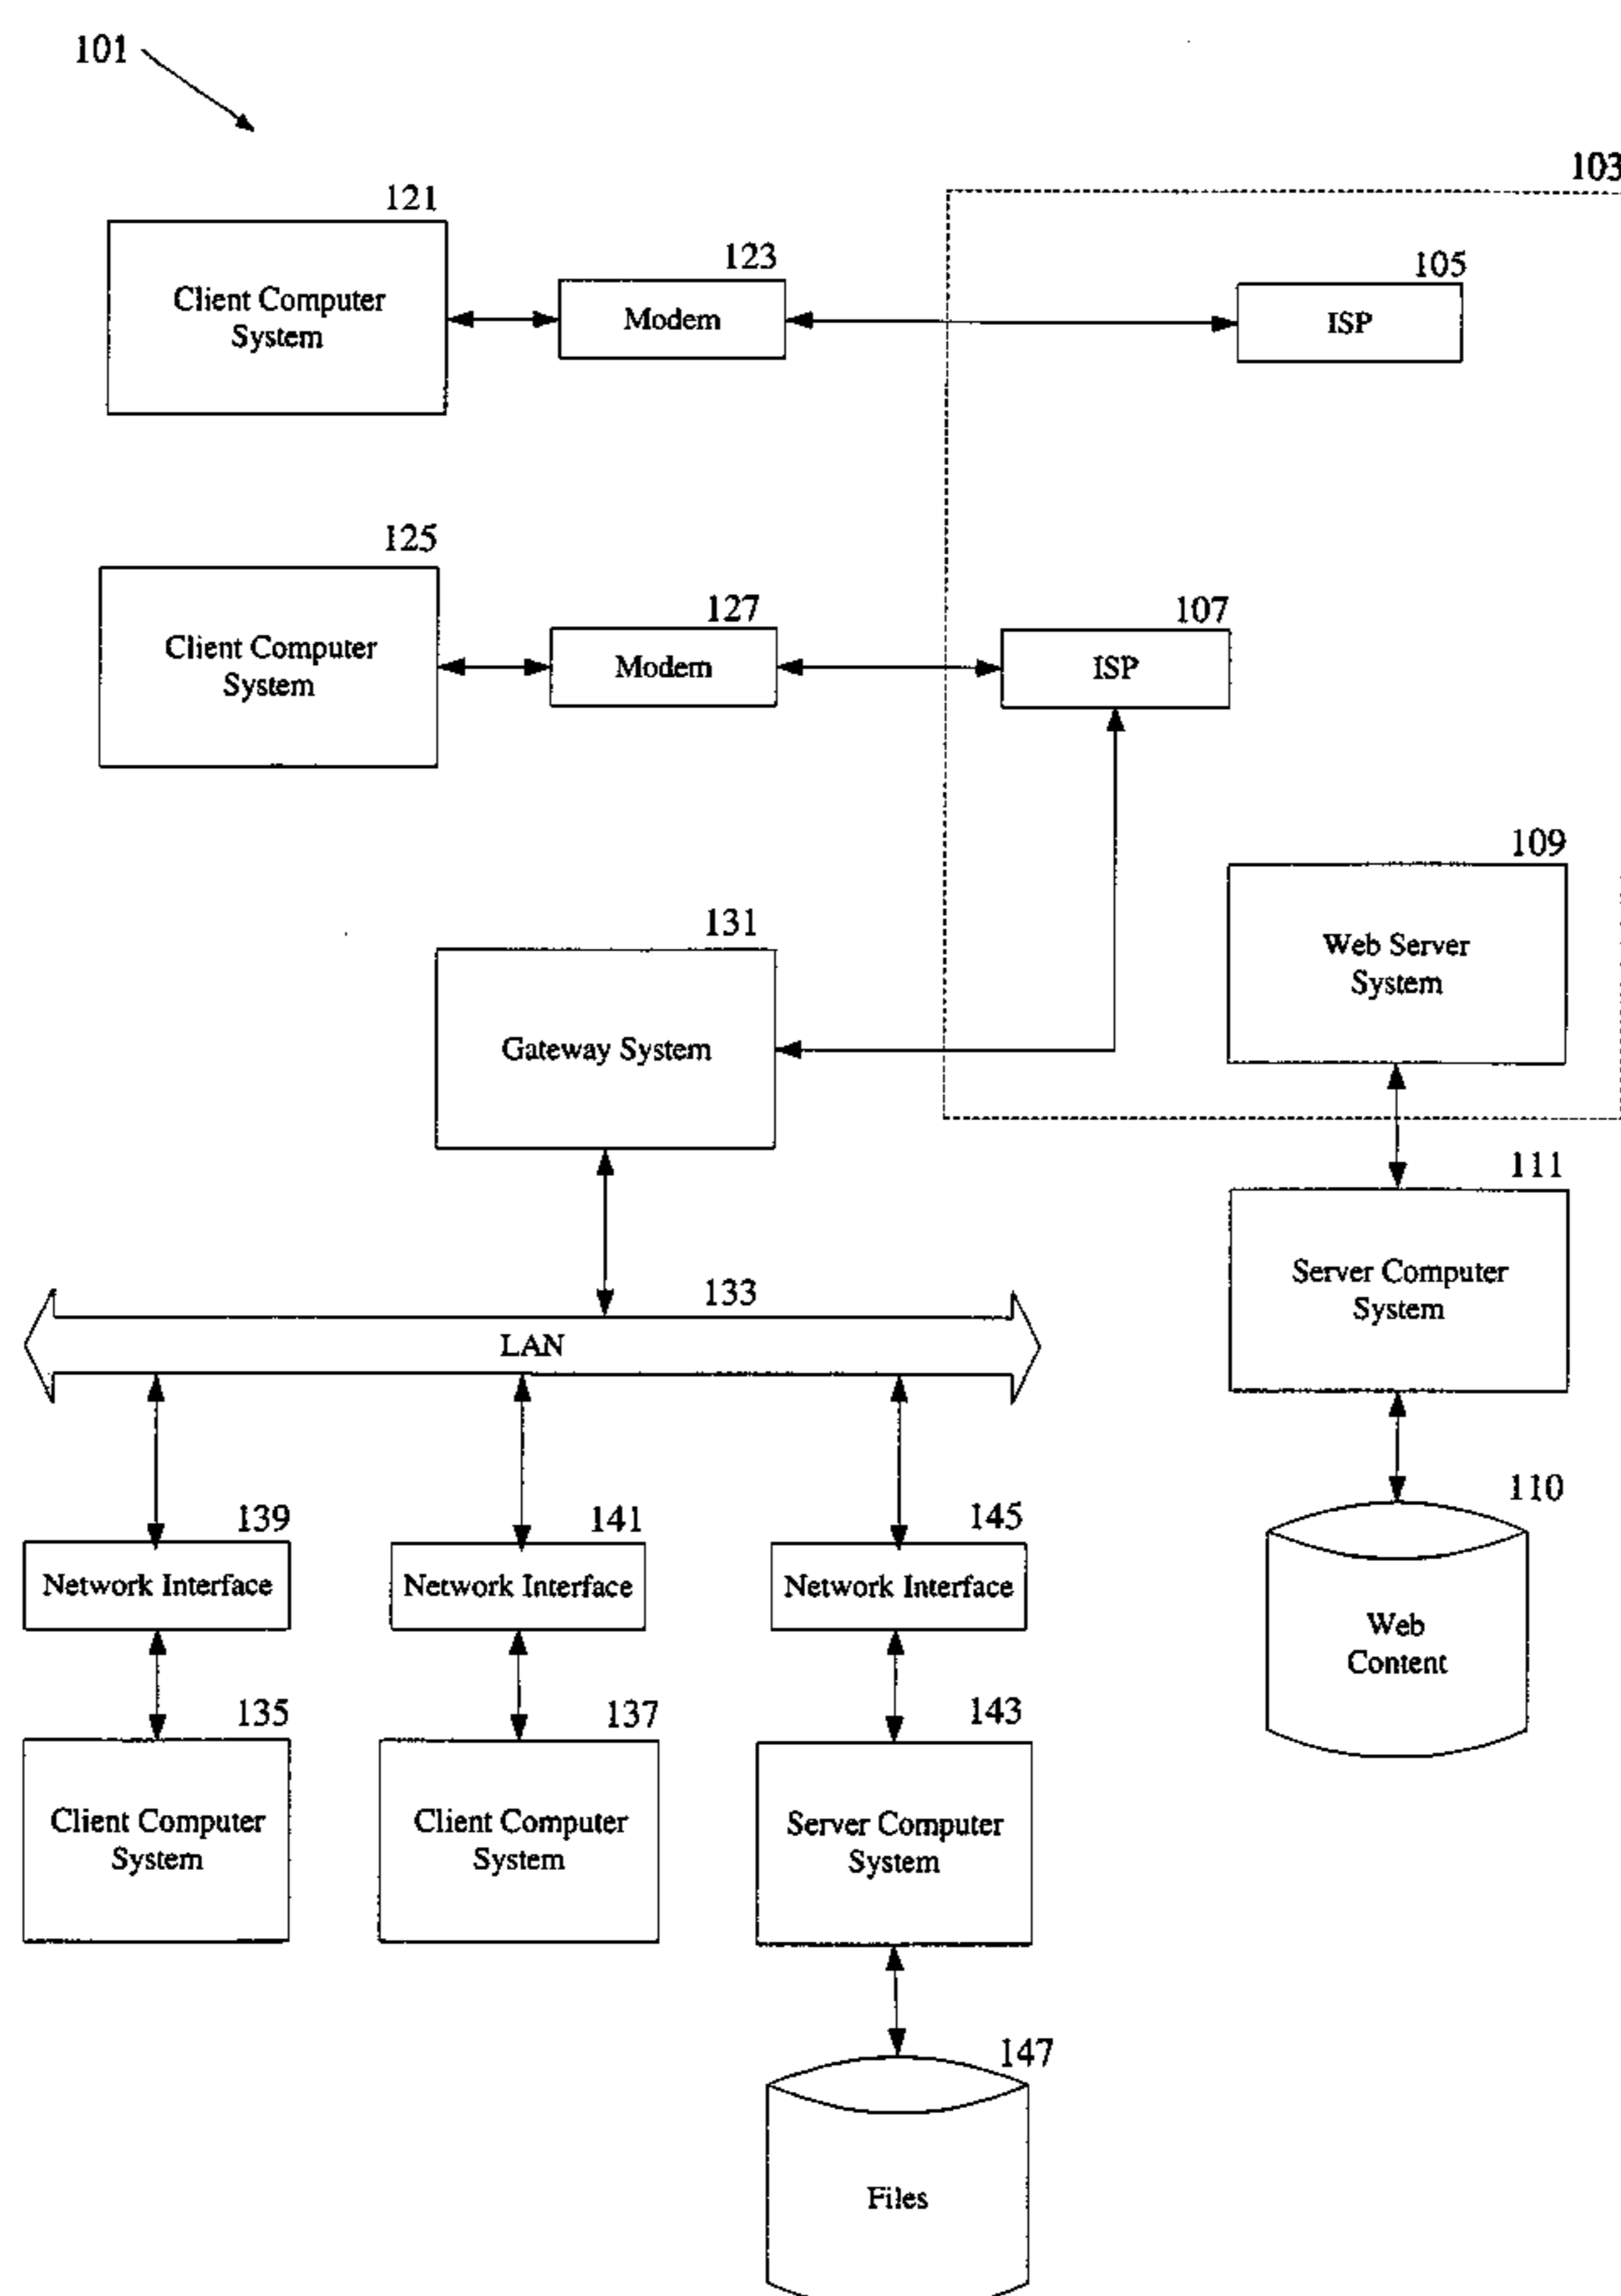 101
103
121
Client Computer
System
123
Modem
105
ISP
125
Client Computer
System
127
Modem
107
ISP
109
Web Server
System
131
Gateway System
111
Server Computer
System
133
LAN
110
Web
Content
139
Network Interface
141
Network Interface
145
Network Interface
135
Client Computer
System
137
Client Computer
System
143
Server Computer
System
147
Files